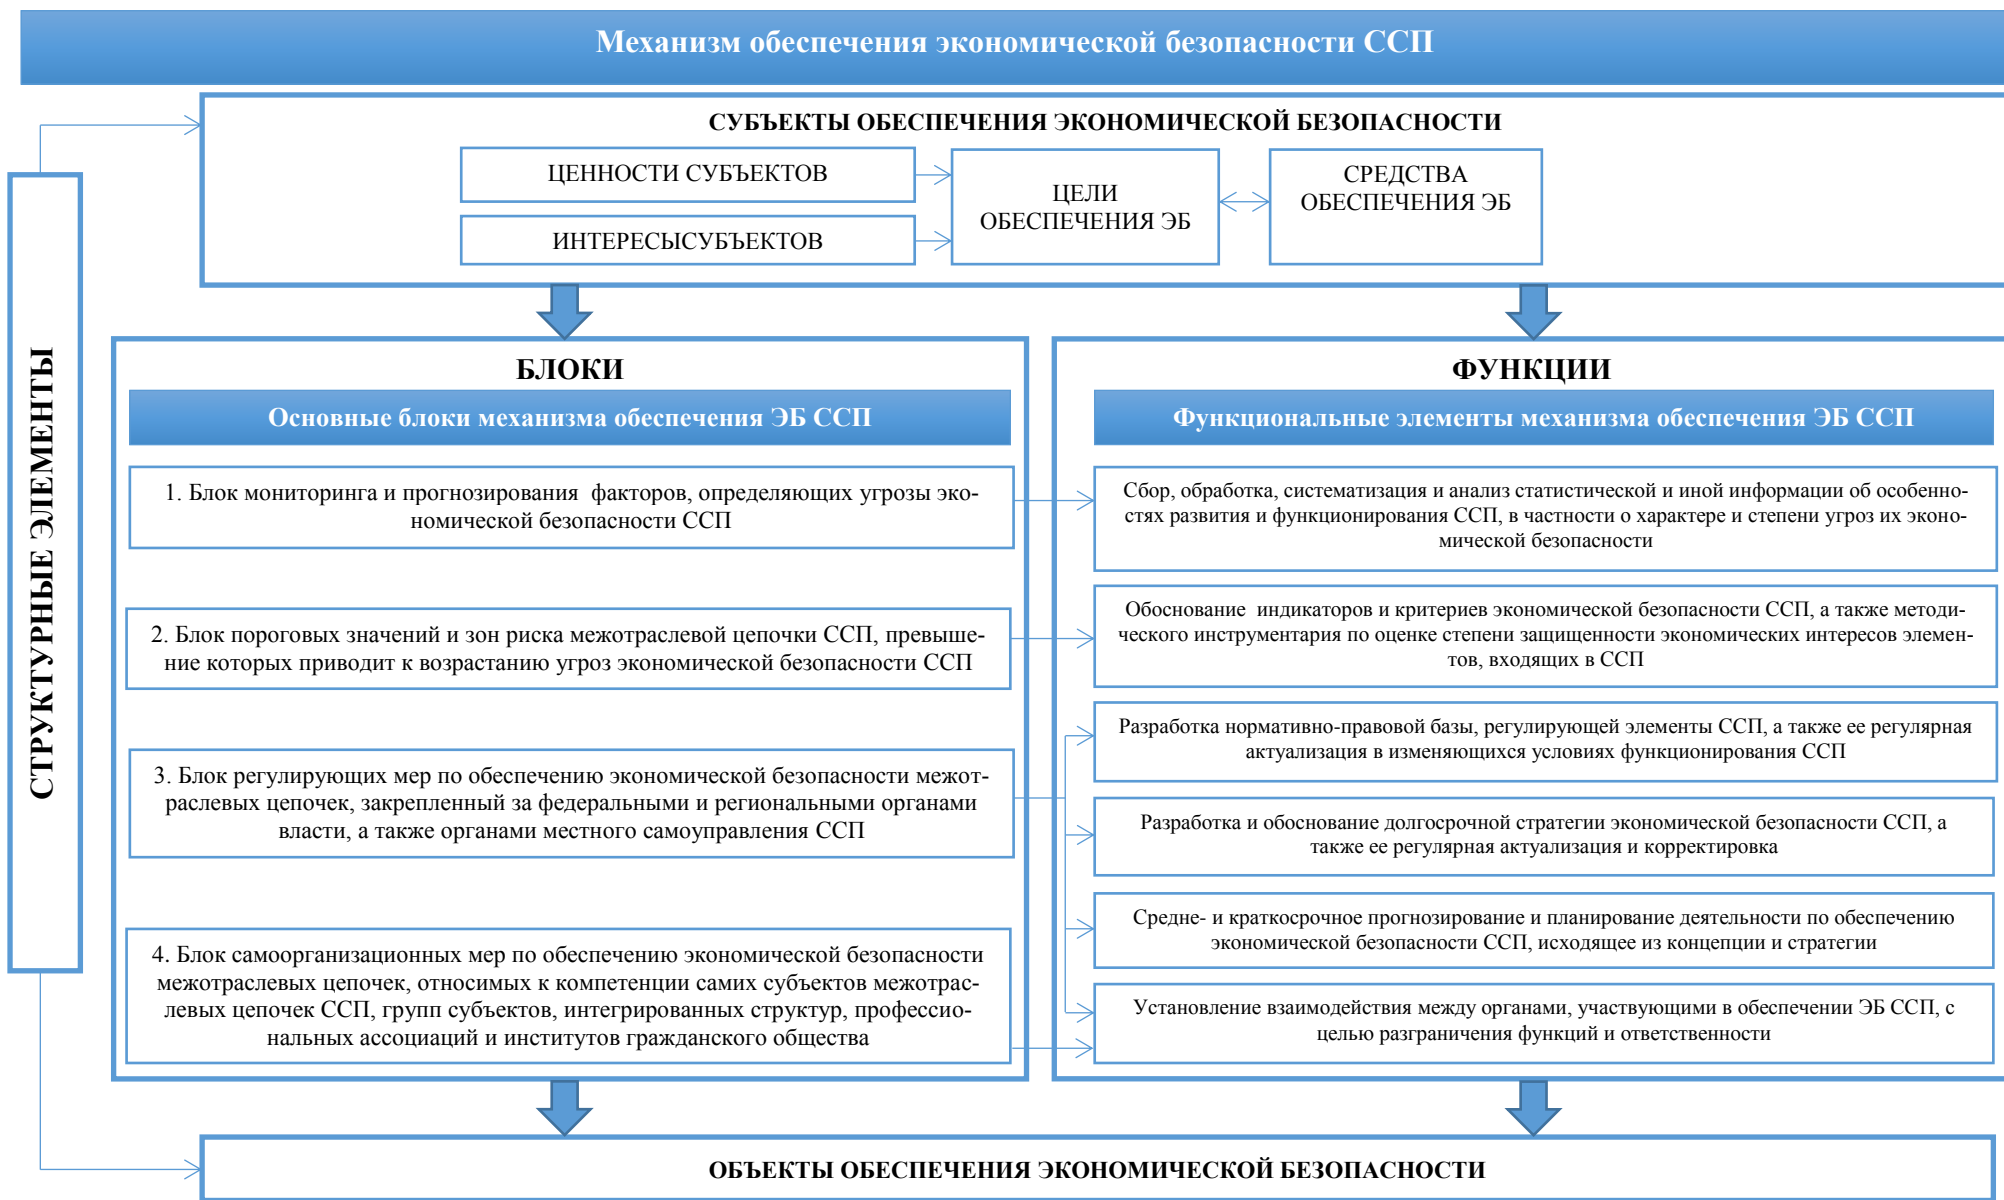 Механизм обеспечения экономической безопасности ССП
СУБЪЕКТЫ ОБЕСПЕЧЕНИЯ ЭКОНОМИЧЕСКОЙ БЕЗОПАСНОСТИ
ЦЕННОСТИ СУБЪЕКТОВ
ИНТЕРЕСЫСУБЪЕКТОВ
ЦЕЛИ
ОБЕСПЕЧЕНИЯ ЭБ
СРЕДСТВА
ОБЕСПЕЧЕНИЯ ЭБ
СТРУКТУРНЫЕ ЭЛЕМЕНТЫ
БЛОКИ
Основные блоки механизма обеспечения ЭБ ССП
1. Блок мониторинга и прогнозирования  факторов, определяющих угрозы эко-
номической безопасности ССП
2. Блок пороговых значений и зон риска межотраслевой цепочки ССП, превыше-
ние которых приводит к возрастанию угроз экономической безопасности ССП
3. Блок регулирующих мер по обеспечению экономической безопасности межот-
раслевых цепочек, закрепленный за федеральными и региональными органами
власти, а также органами местного самоуправления ССП
4. Блок самоорганизационных мер по обеспечению экономической безопасности
межотраслевых цепочек, относимых к компетенции самих субъектов межотрас-
левых цепочек ССП, групп субъектов, интегрированных структур, профессио-
нальных ассоциаций и институтов гражданского общества
ФУНКЦИИ
Функциональные элементы механизма обеспечения ЭБ ССП
Сбор, обработка, систематизация и анализ статистической и иной информации об особенно-
стях развития и функционирования ССП, в частности о характере и степени угроз их эконо-
мической безопасности
Обоснование  индикаторов и критериев экономической безопасности ССП, а также методи-
ческого инструментария по оценке степени защищенности экономических интересов элемен-
тов, входящих в ССП
Разработка нормативно-правовой базы, регулирующей элементы ССП, а также ее регулярная
актуализация в изменяющихся условиях функционирования ССП
Разработка и обоснование долгосрочной стратегии экономической безопасности ССП, а
также ее регулярная актуализация и корректировка
Средне- и краткосрочное прогнозирование и планирование деятельности по обеспечению
экономической безопасности ССП, исходящее из концепции и стратегии
Установление взаимодействия между органами, участвующими в обеспечении ЭБ ССП, с
целью разграничения функций и ответственности
ОБЪЕКТЫ ОБЕСПЕЧЕНИЯ ЭКОНОМИЧЕСКОЙ БЕЗОПАСНОСТИ